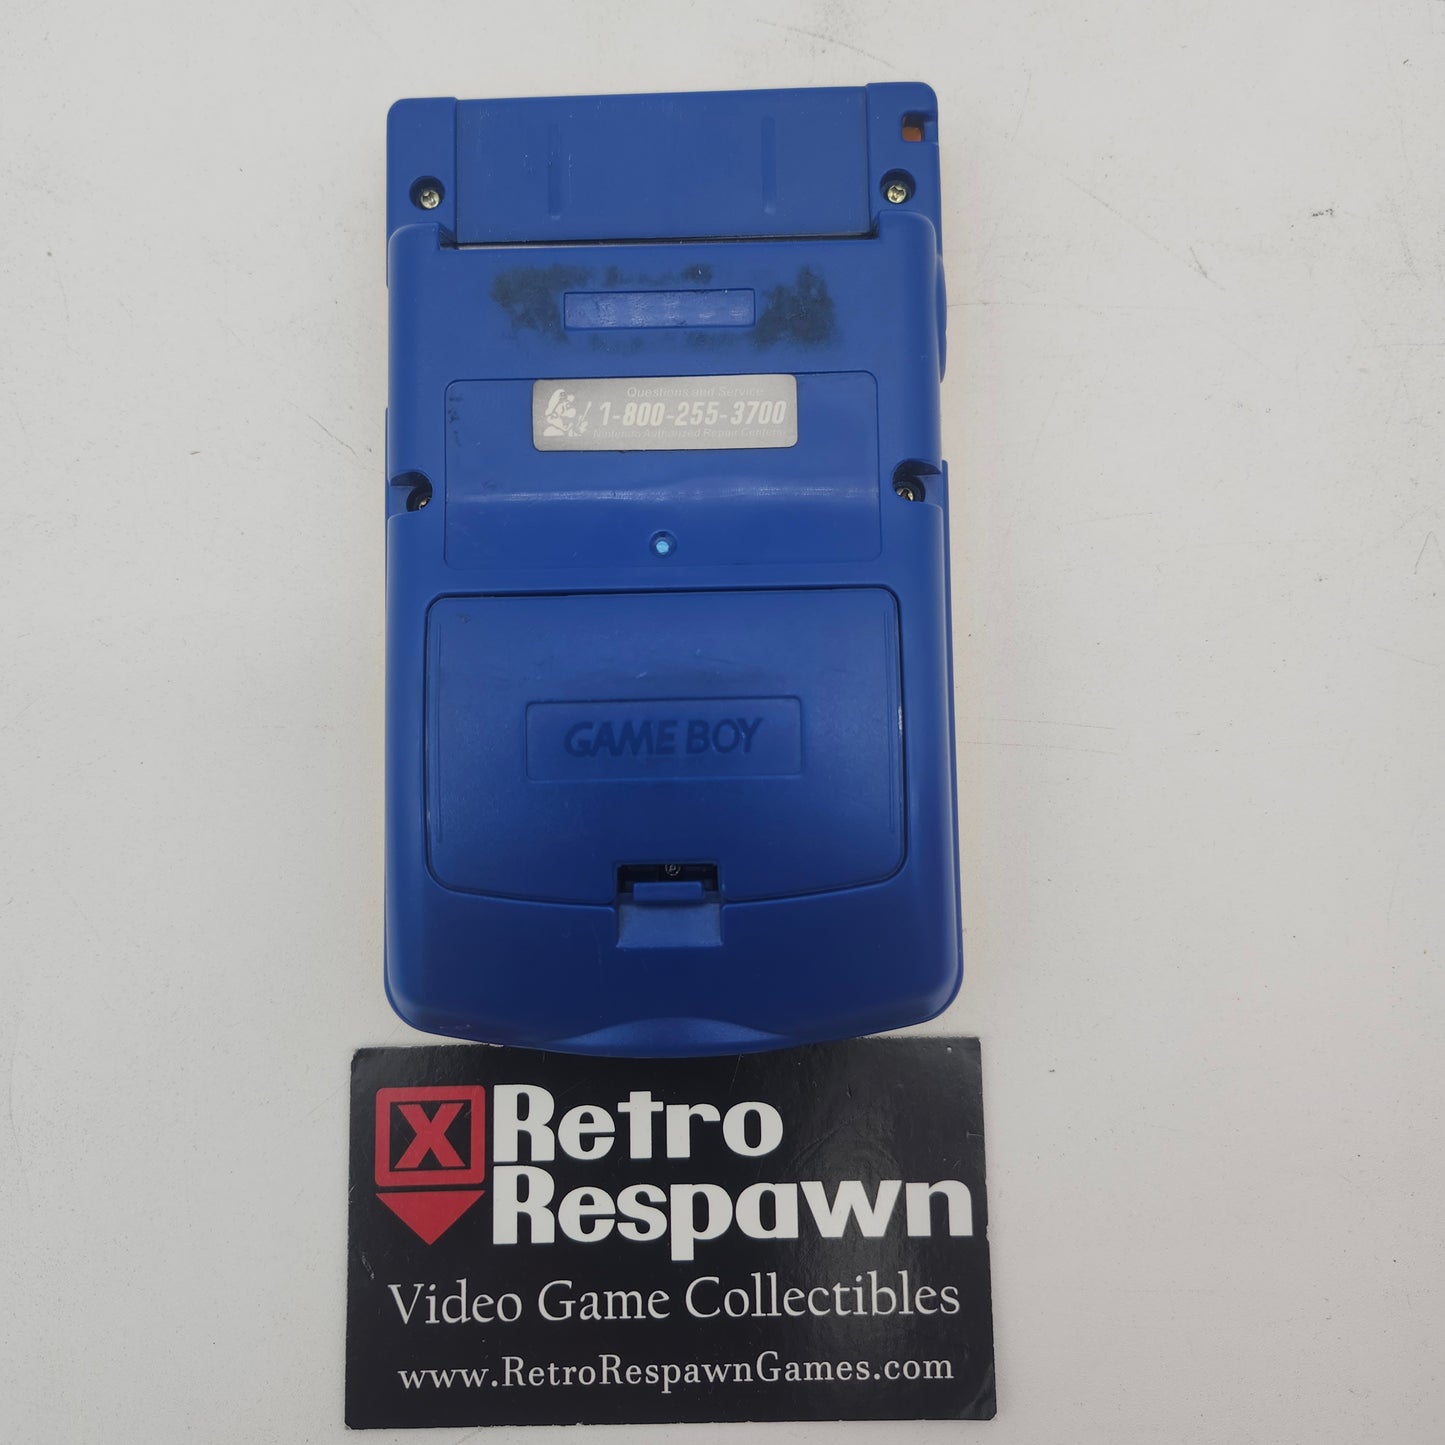 Questions and Service
1-800-255-3700
Nintendo Authorized Repair Centers
GAME BOY
X Retro
Respawn
Video Game Collectibles
www.RetroRespawnGames.com